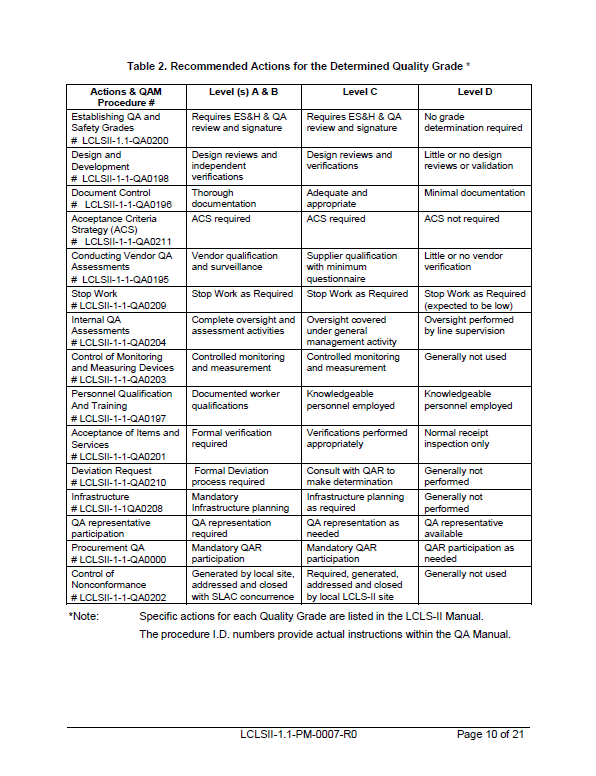 Table 2. Recommended Actions for the Determined Quality Grade *
Actions & QAM
Procedure #
Level (s) A & B
Level C
Level D
Establishing QA and
Safety Grades
# LCLSII-1.1-QA0200
Requires ES&H & QA
review and signature
Requires ES&H & QA
review and signature
No grade
determination required
Design and
Development
# LCLSII-1-1-QA0198
Design reviews and
independent
verifications
Design reviews and
verifications
Little or no design
reviews or validation
Document Control
# LCLSII-1-1-QA0196
Thorough
documentation
Adequate and
appropriate
Minimal documentation
Acceptance Criteria
Strategy (ACS)
# LCLSII-1-1-QA0211
ACS required
ACS required
ACS not required
Conducting Vendor QA
Assessments
# LCLSII-1-1-QA0195
Vendor qualification
and surveillance
Supplier qualification
with minimum
questionnaire
Little or no vendor
verification
Stop Work
# LCLSII-1-1-QA0209
Stop Work as Required
Stop Work as Required
Stop Work as Required
(expected to be low)
Internal QA
Assessments
# LCLSII-1-1-QA0204
Complete oversight and
assessment activities
Oversight covered
under general
management activity
Oversight performed
by line supervision
Control of Monitoring
and Measuring Devices
# LCLSII-1-1-QA0203
Controlled monitoring
and measurement
Controlled monitoring
and measurement
Generally not used
Personnel Qualification
And Training
# LCLSII-1-1-QA0197
Documented worker
qualifications
Knowledgeable
personnel employed
Knowledgeable
personnel employed
Acceptance of Items and
Services
# LCLSII-1-1-QA0201
Formal verification
required
Verifications performed
appropriately
Normal receipt
inspection only
Deviation Request
# LCLSII-1-1-QA0210
Formal Deviation
process required
Consult with QAR to
make determination
Generally not
performed
Infrastructure
# LCLSII-1-1QA0208
Mandatory
Infrastructure planning
Infrastructure planning
as required
Generally not
performed
QA representative
participation
QA representation
required
QA representation as
needed
QA representative
available
Procurement QA
# LCLSII-1-1-QA0000
Mandatory QAR
participation
Mandatory QAR
participation
QAR participation as
needed
Control of
Nonconformance
# LCLSII-1-1-QA0202
Generated by local site,
addressed and closed
with SLAC concurrence
Required, generated,
addressed and closed
by local LCLS-II site
Generally not used
*Note: Specific actions for each Quality Grade are listed in the LCLS-II Manual.
The procedure I.D. numbers provide actual instructions within the QA Manual.
LCLSII-1.1-PM-0007-R0 Page 10 of 21